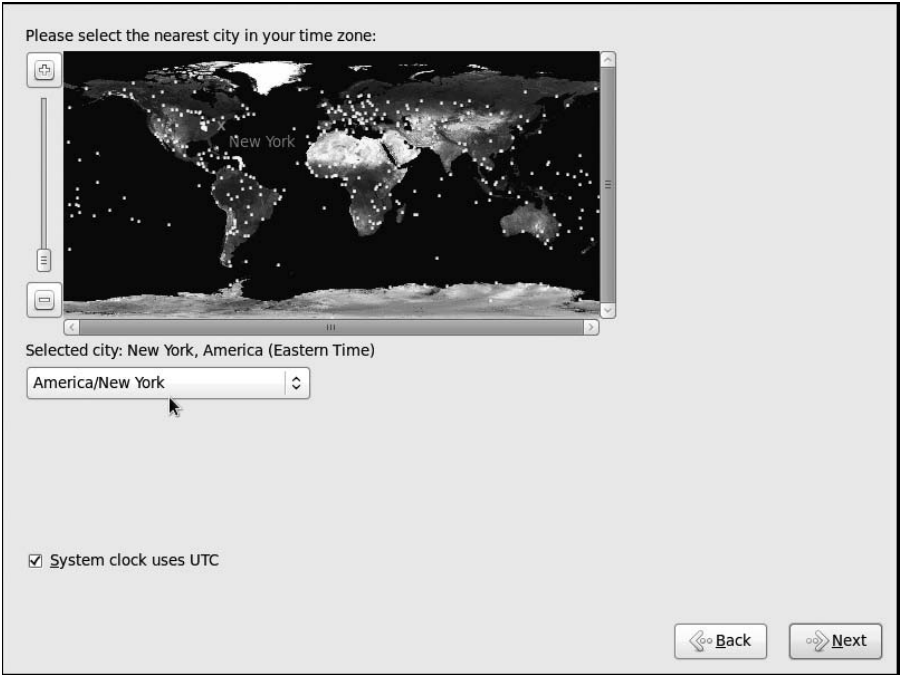 Please select the nearest city in your time zone:
New York
Selected city: New York, America (Eastern Time)
America/New York
System clock uses UTC
Back
Next